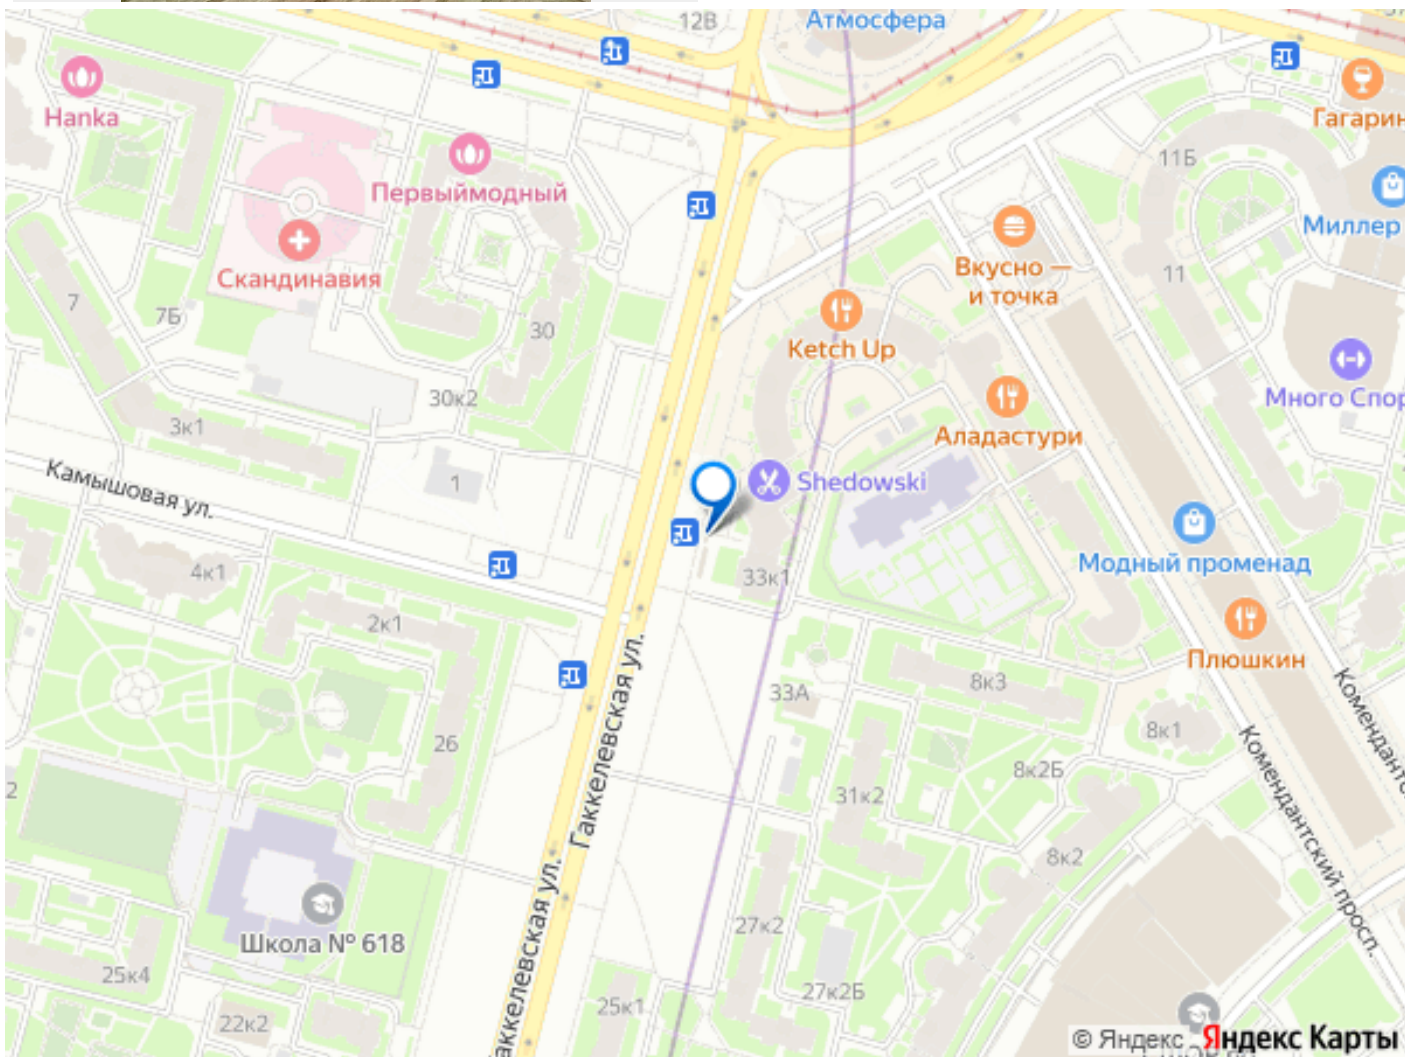 12В
Атмосфера
Hanka
Первыймодный
Скандинавия
Гагарин
11Б
Миллер
Вкусно —
и точка
11
7
7Б
30
Ketch Up
30к2
Много Спор
3к1
Аладастури
Камышовая ул.
1
Shedowski
Модный променад
4к1
33к1
2к1
Плюшкин
Гаккелевская ул.
33А
8к3
8к1
Комендантский просп.
Комендантс
26
8к2Б
31к2
2
8к2
Школа № 618
27к2
25к4
27к2Б
25к1
22к2
аккелевская ул.
© Яндекс Яндекс Карты